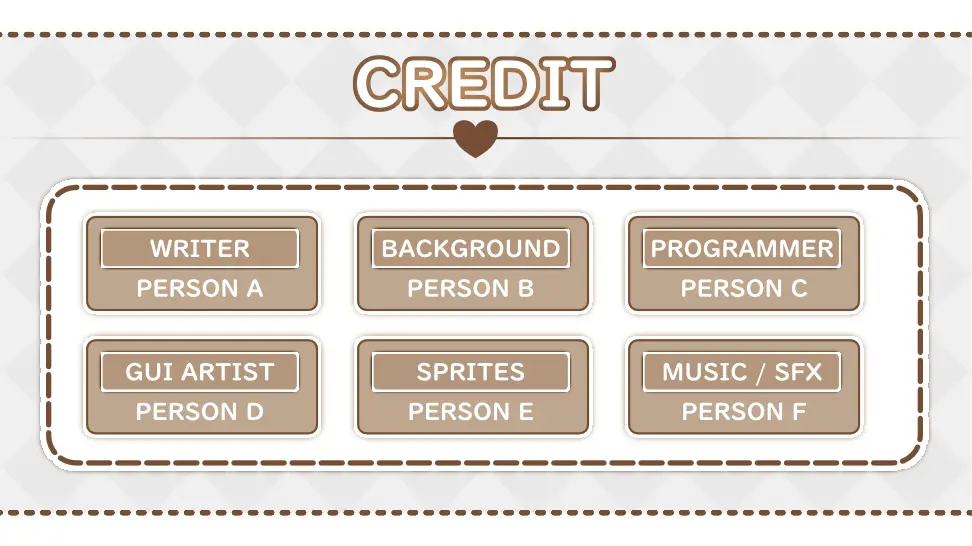 CREDIT
WRITER
PERSON A
BACKGROUND
PERSON B
PROGRAMMER
PERSON C
GUI ARTIST
PERSON D
SPRITES
PERSON E
MUSIC / SFX
PERSON F